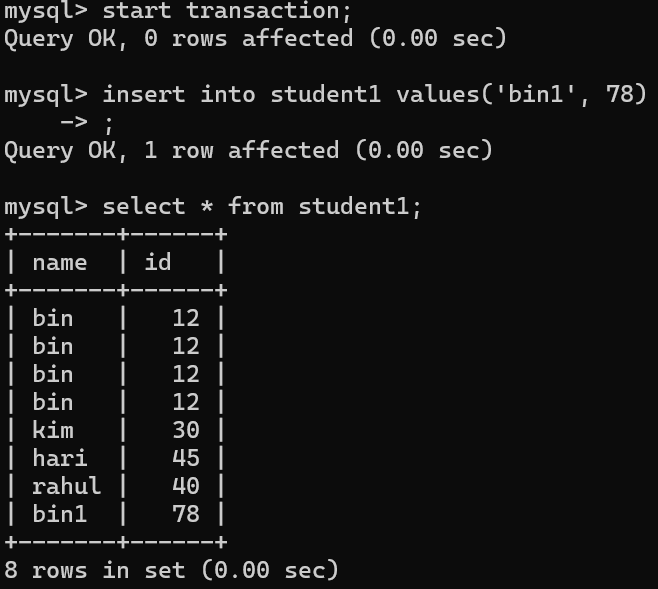 mysql> start transaction;
Query OK, 0 rows affected (0.00 sec)

mysql> insert into student1 values('bin1', 78)
    -> ;
Query OK, 1 row affected (0.00 sec)

mysql> select * from student1;
+-------+------+
| name  | id   |
+-------+------+
| bin   |   12 |
| bin   |   12 |
| bin   |   12 |
| bin   |   12 |
| kim   |   30 |
| hari  |   45 |
| rahul |   40 |
| bin1  |   78 |
+-------+------+
8 rows in set (0.00 sec)